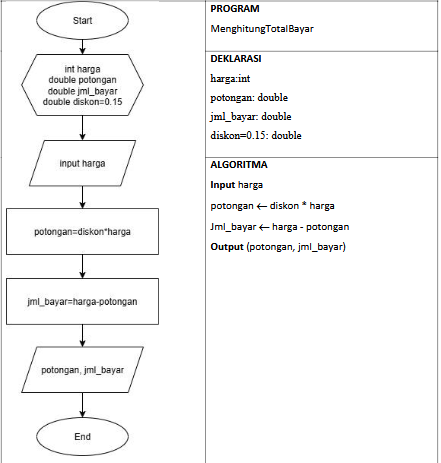 Start
int harga
double potongan
double jml_bayar
double diskon=0.15
input harga
potongan=diskon*harga
jml_bayar=harga-potongan
potongan, jml_bayar
End
PROGRAM
MenghitungTotalBayar
DEKLARASI
harga:int
potongan: double
jml_bayar: double
diskon=0.15: double
ALGORITMA
Input harga
potongan ← diskon * harga
Jml_bayar ← harga - potongan
Output (potongan, jml_bayar)